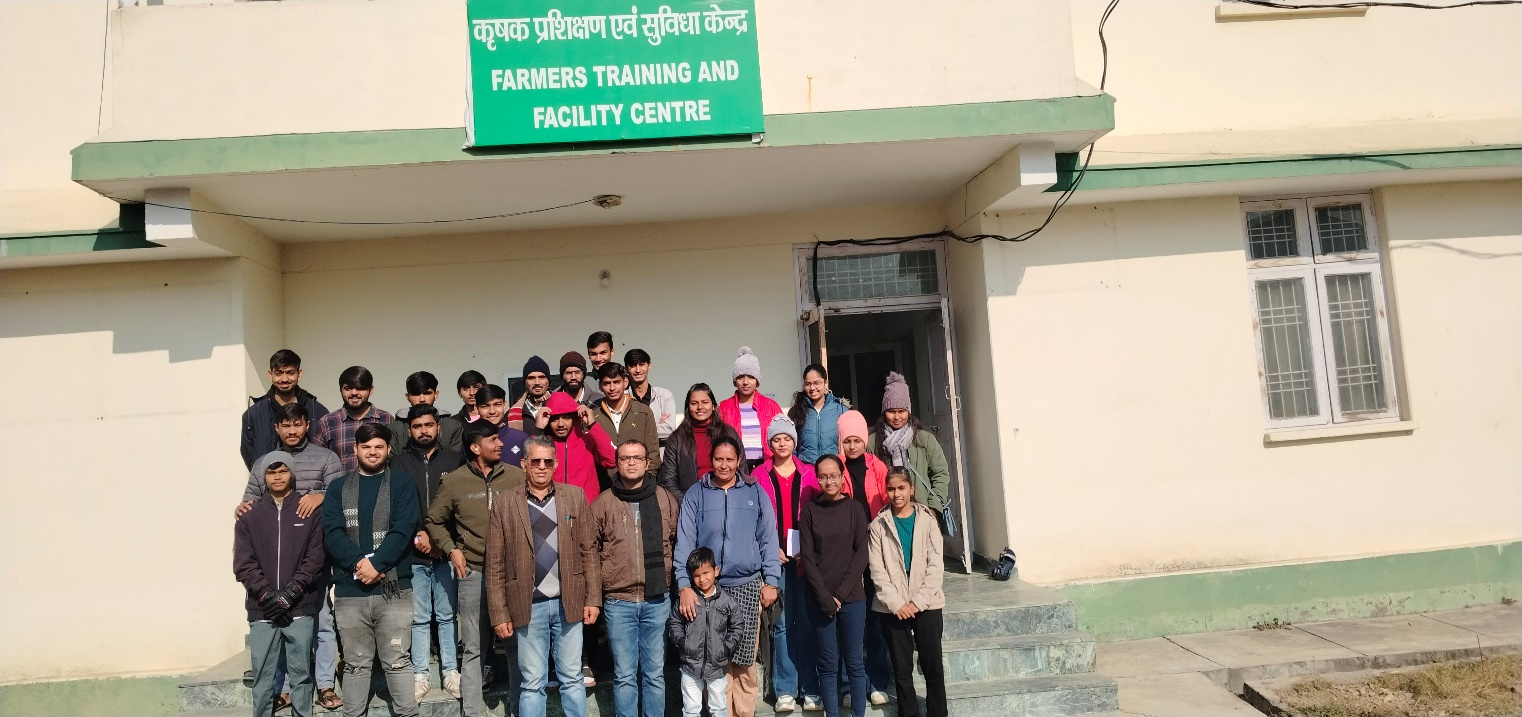 कृषक प्रशिक्षण एवं सुविधा केन्द्र
FARMERS TRAINING AND
FACILITY CENTRE